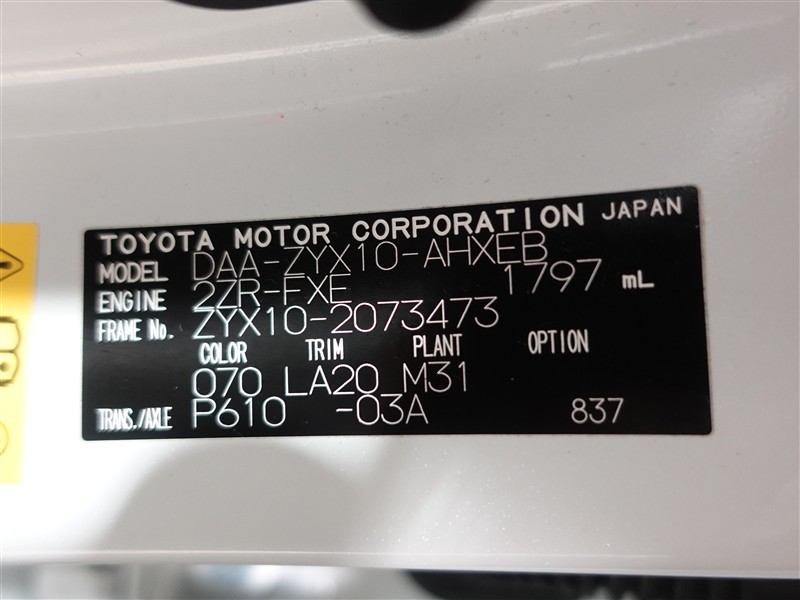 TOYOTA MOTOR CORPORATION JAPAN
MODEL DAA-ZYX10-AHXEB
ENGINE 2ZR-FXE 1797 mL
FRAME No. ZYX10-2073473
COLOR TRIM PLANT OPTION
070 LA20 M31
TRANS./AXLE P610 -03A 837